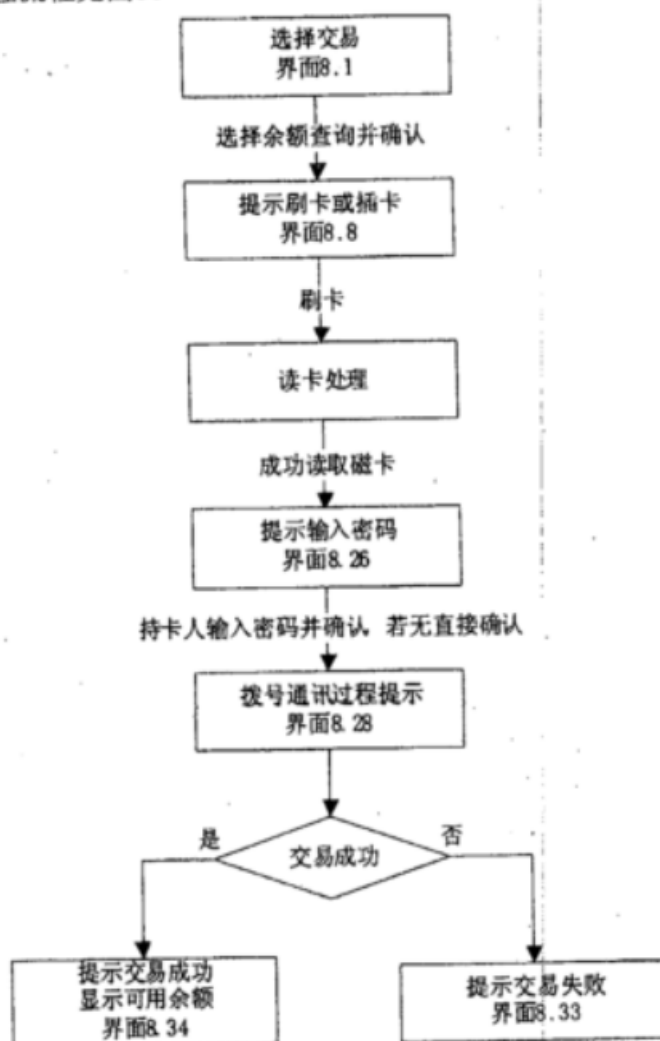 选择交易
界面8.1
选择余额查询并确认
提示刷卡或插卡
界面8.8
刷卡
读卡处理
成功读取磁卡
提示输入密码
界面8.26
持卡人输入密码并确认，若无直接确认
拨号通讯过程提示
界面8.28
是
否
交易成功
提示交易成功
显示可用余额
界面8.34
提示交易失败
界面8.33